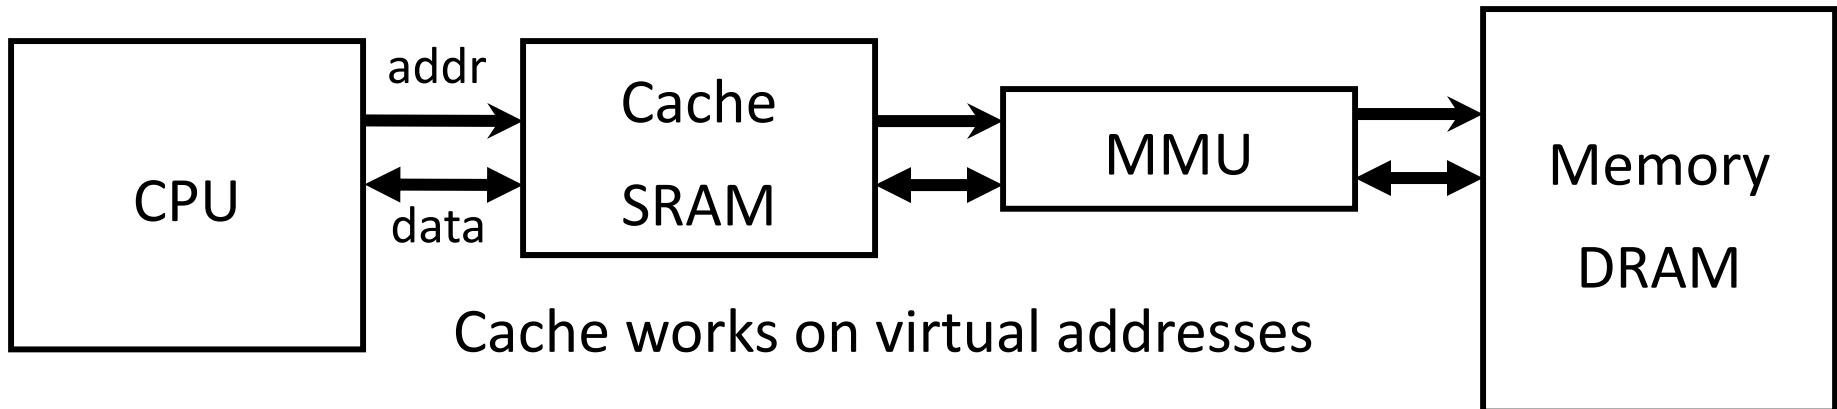 CPU
addr
data
Cache
SRAM
MMU
Memory
DRAM
Cache works on virtual addresses